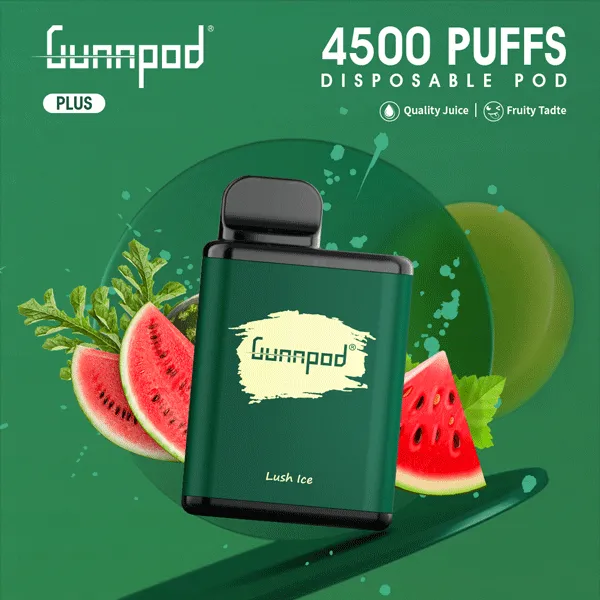 Gunnpod®
PLUS
4500 PUFFS
DISPOSABLE POD
Quality Juice | Fruity Tadte
Gunnpod®
Lush Ice